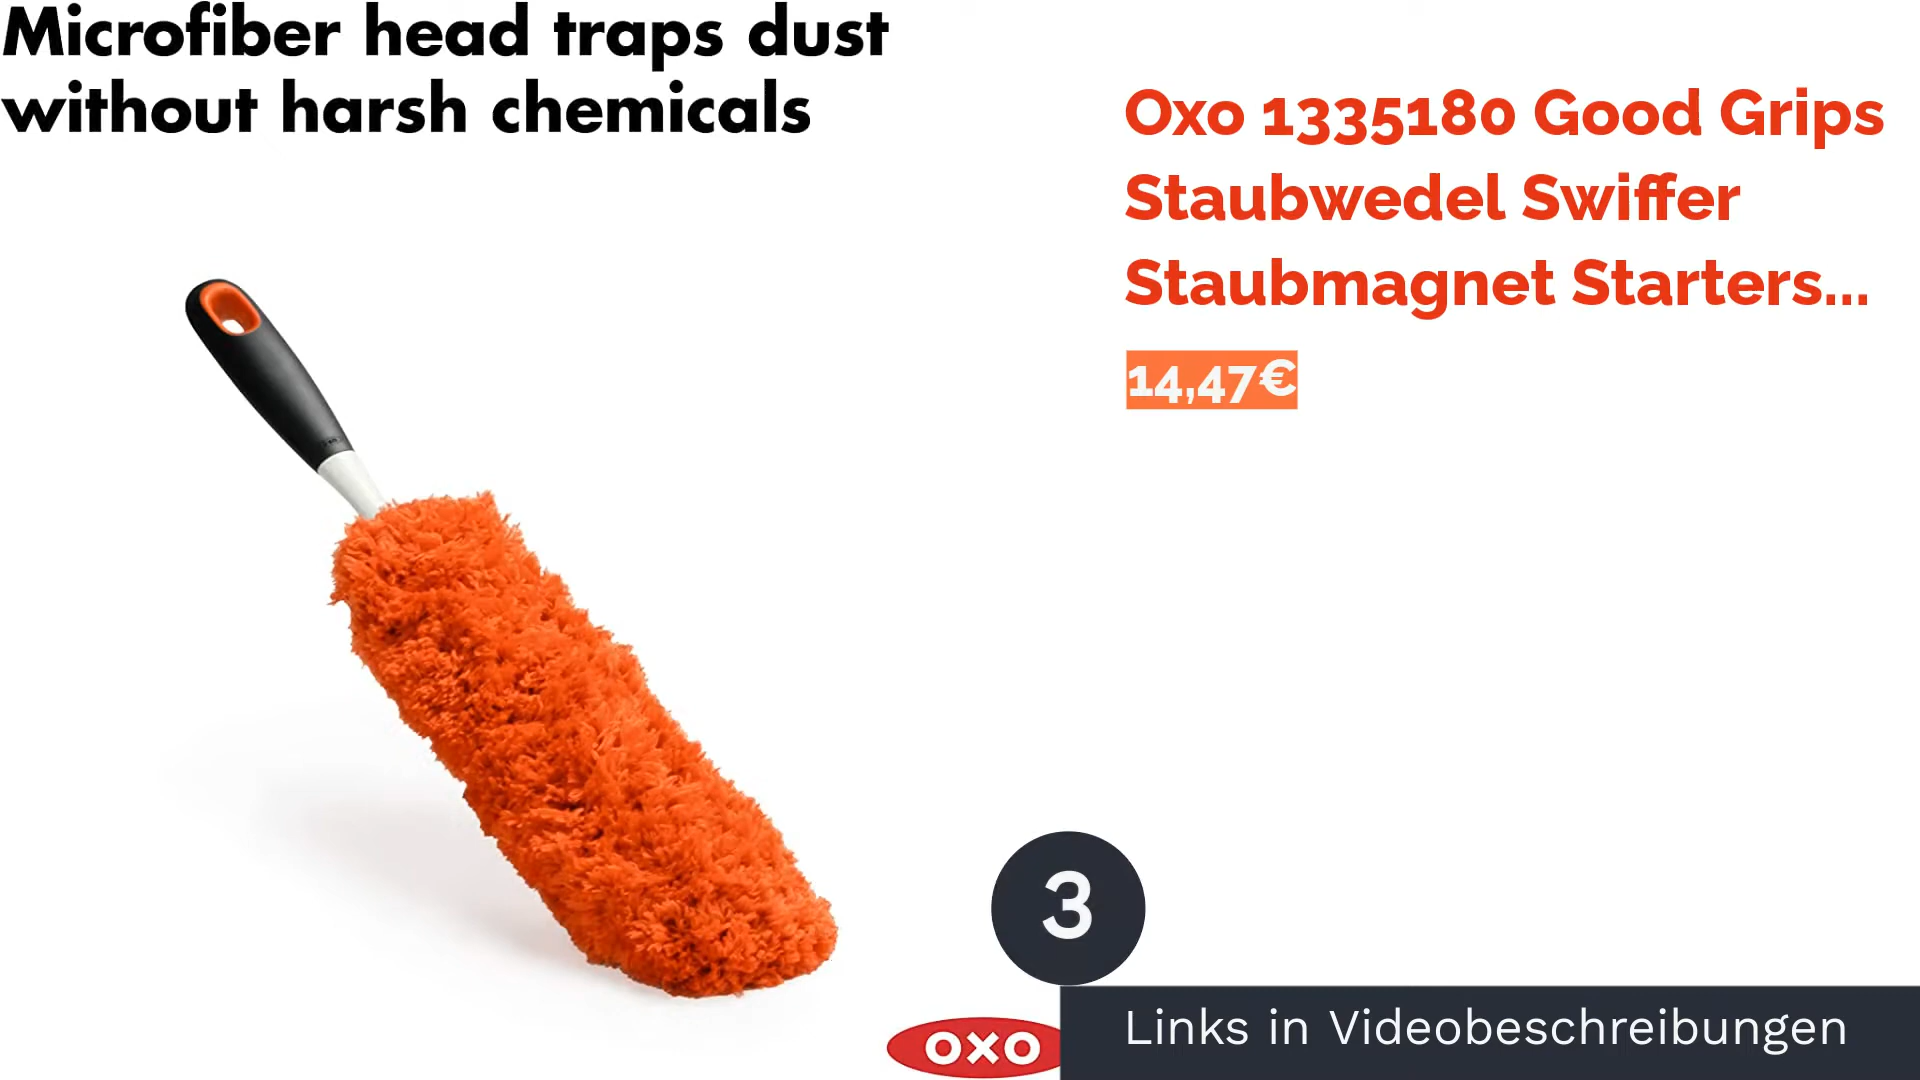 Microfiber head traps dust
without harsh chemicals
Oxo 1335180 Good Grips
Staubwedel Swiffer
Staubmagnet Starters...
14,47€
3
Links in Videobeschreibungen
OXO